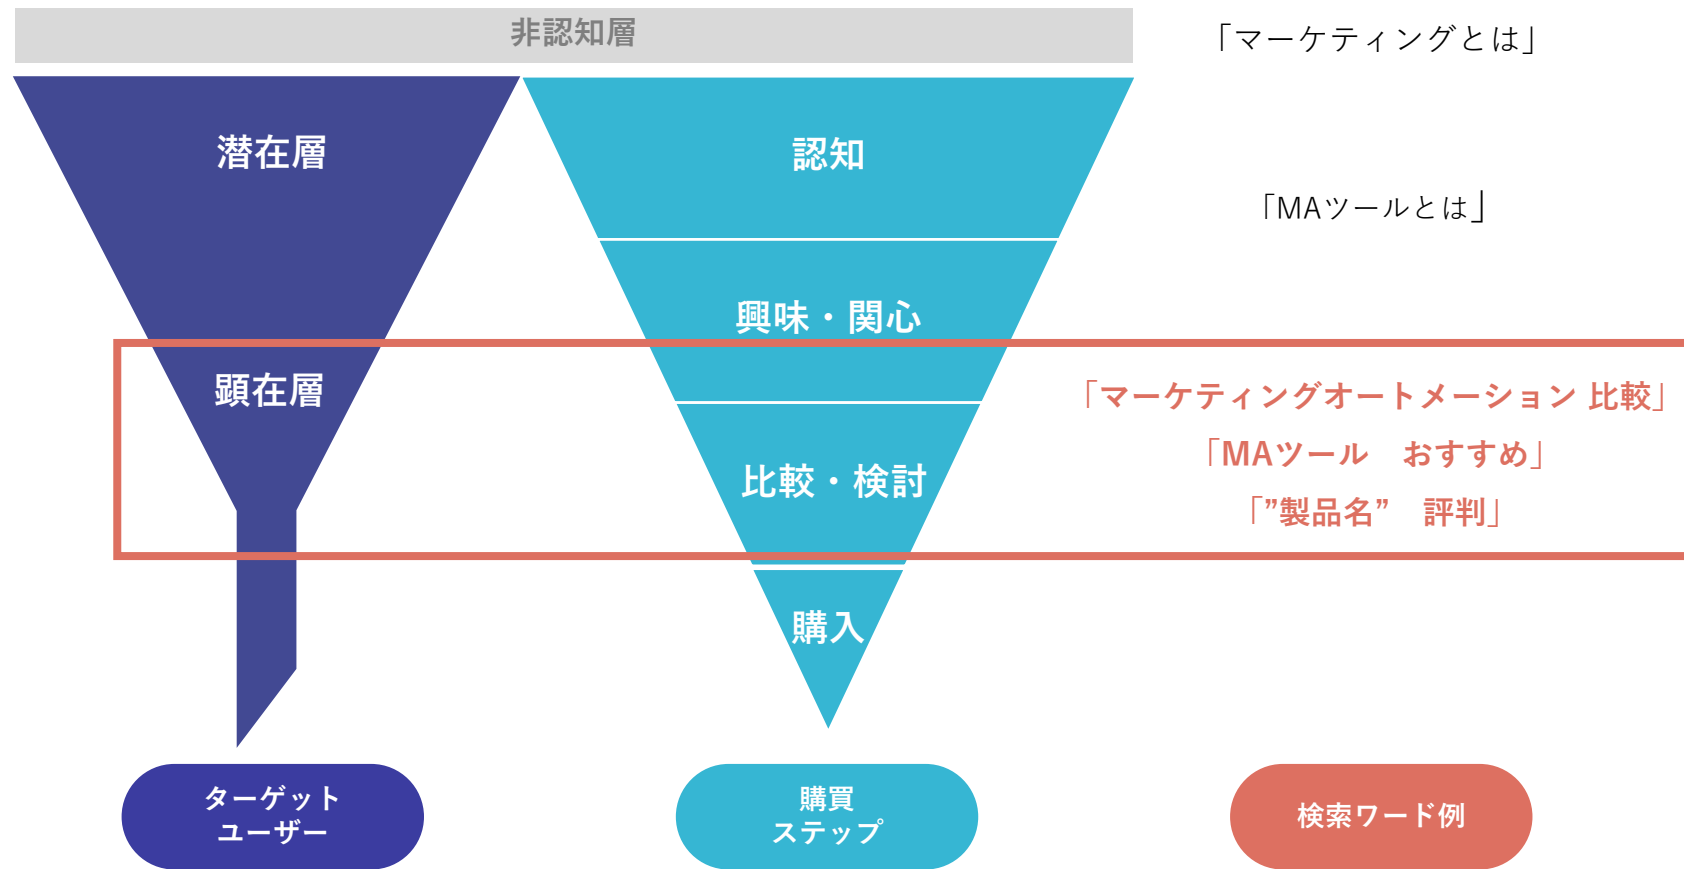 非認知層
「マーケティングとは」
潜在層
認知
「MAツールとは」
興味・関心
顕在層
「マーケティングオートメーション 比較」
「MAツール　おすすめ」
比較・検討
「”製品名”　評判」
購入
ターゲット
ユーザー
購買
ステップ
検索ワード例